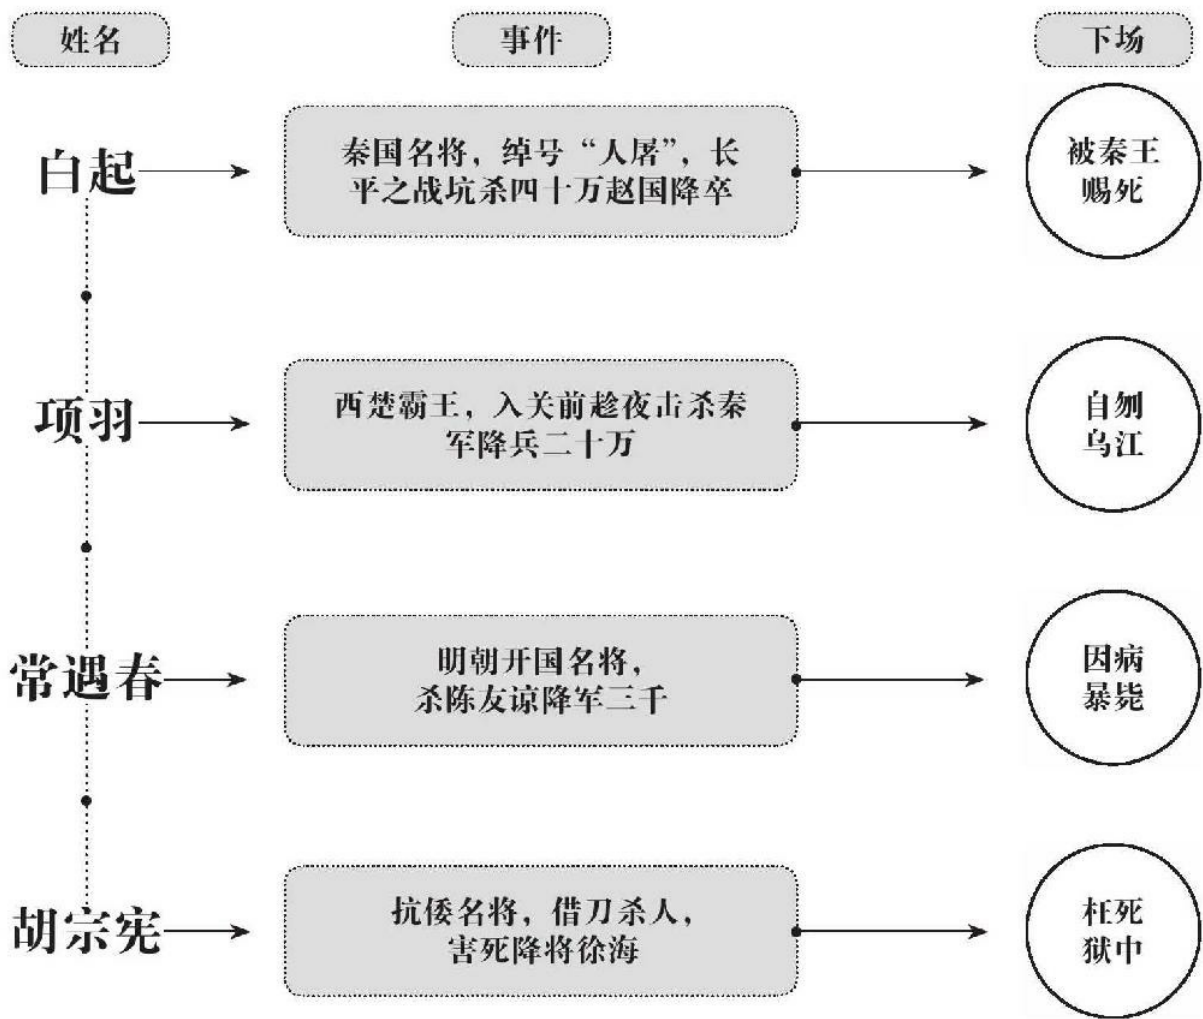 姓名
事件
下场
白起
秦国名将，绰号“人屠”，长
平之战坑杀四十万赵国降卒
被秦王
赐死
项羽
西楚霸王，入关前趁夜击杀秦
军降兵二十万
自刎
乌江
常遇春
明朝开国名将，
杀陈友谅降军三千
因病
暴毙
胡宗宪
抗倭名将，借刀杀人，
害死降将徐海
枉死
狱中